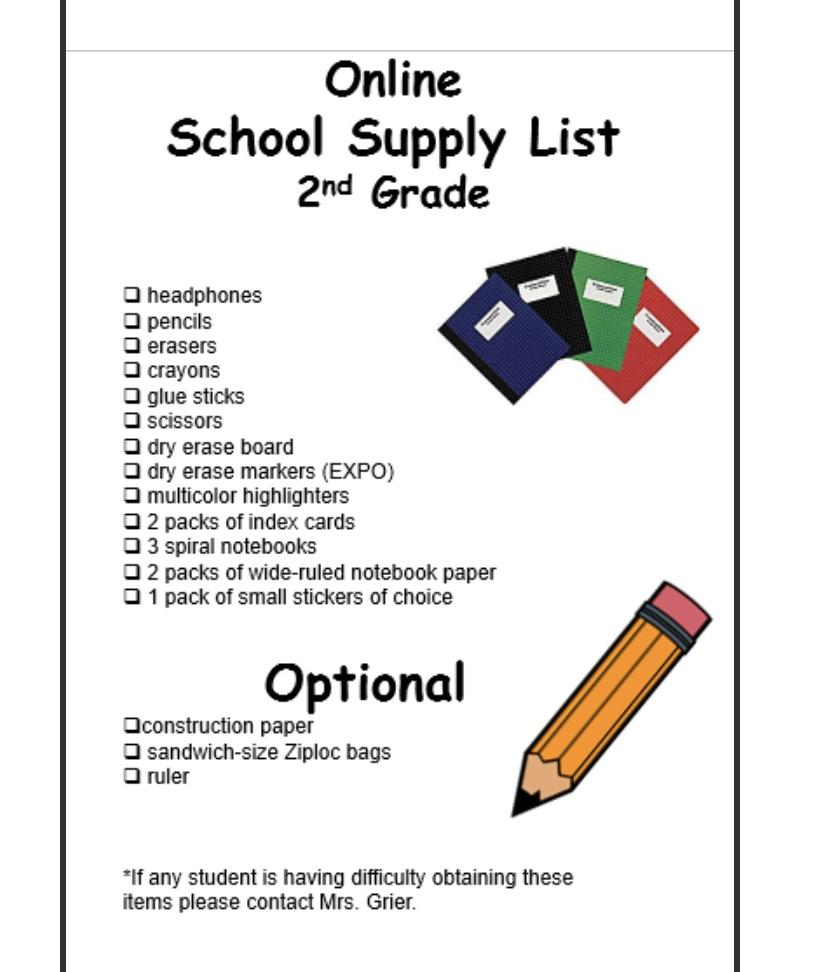 Online
School Supply List
2nd Grade
❑ headphones
❑ pencils
❑ erasers
❑ crayons
❑ glue sticks
❑ scissors
❑ dry erase board
❑ dry erase markers (EXPO)
❑ multicolor highlighters
❑ 2 packs of index cards
❑ 3 spiral notebooks
❑ 2 packs of wide-ruled notebook paper
❑ 1 pack of small stickers of choice
Optional
❑construction paper
❑ sandwich-size Ziploc bags
❑ ruler
*If any student is having difficulty obtaining these
items please contact Mrs. Grier.